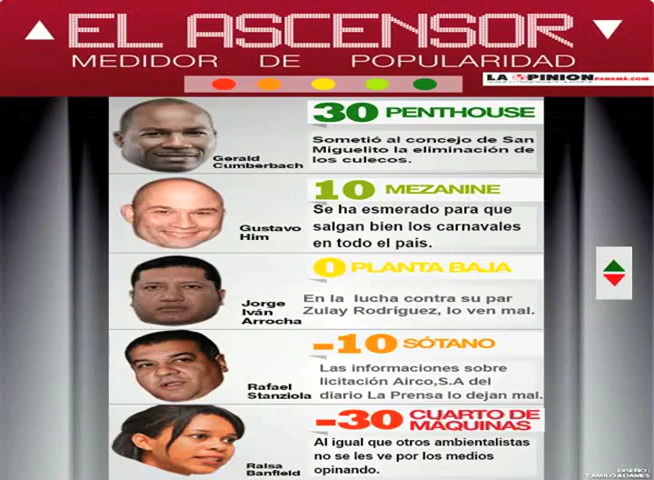 EL ASCENSOR
MEDIDOR DE POPULARIDAD
LA OPINION PANAMÁ.COM
30 PENTHOUSE
Sometió al concejo de San
Miguelito la eliminación de
los culecos.
Gerald
Cumberbach
10 MEZANINE
Se ha esmerado para que
salgan bien los carnavales
en todo el país.
Gustavo
Him
0 PLANTA BAJA
En la lucha contra su par
Zulay Rodríguez, lo ven mal.
Jorge
Iván
Arrocha
-10 SÓTANO
Las informaciones sobre
licitación Airco,S.A del
diario La Prensa lo dejan mal.
Rafael
Stanziola
-30 CUARTO DE
MAQUINAS
Al igual que otros ambientalistas
no se les ve por los medios
opinando.
Raisa
Banfield
DISEÑO:
CAMILO ADAMES